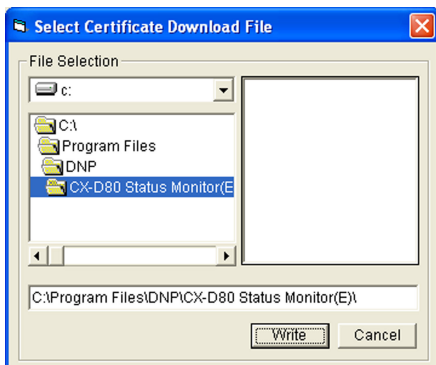 Select Certificate Download File
File Selection
c:
C:\
Program Files
DNP
CX-D80 Status Monitor(E
C:\Program Files\DNP\CX-D80 Status Monitor(E)\
Write
Cancel